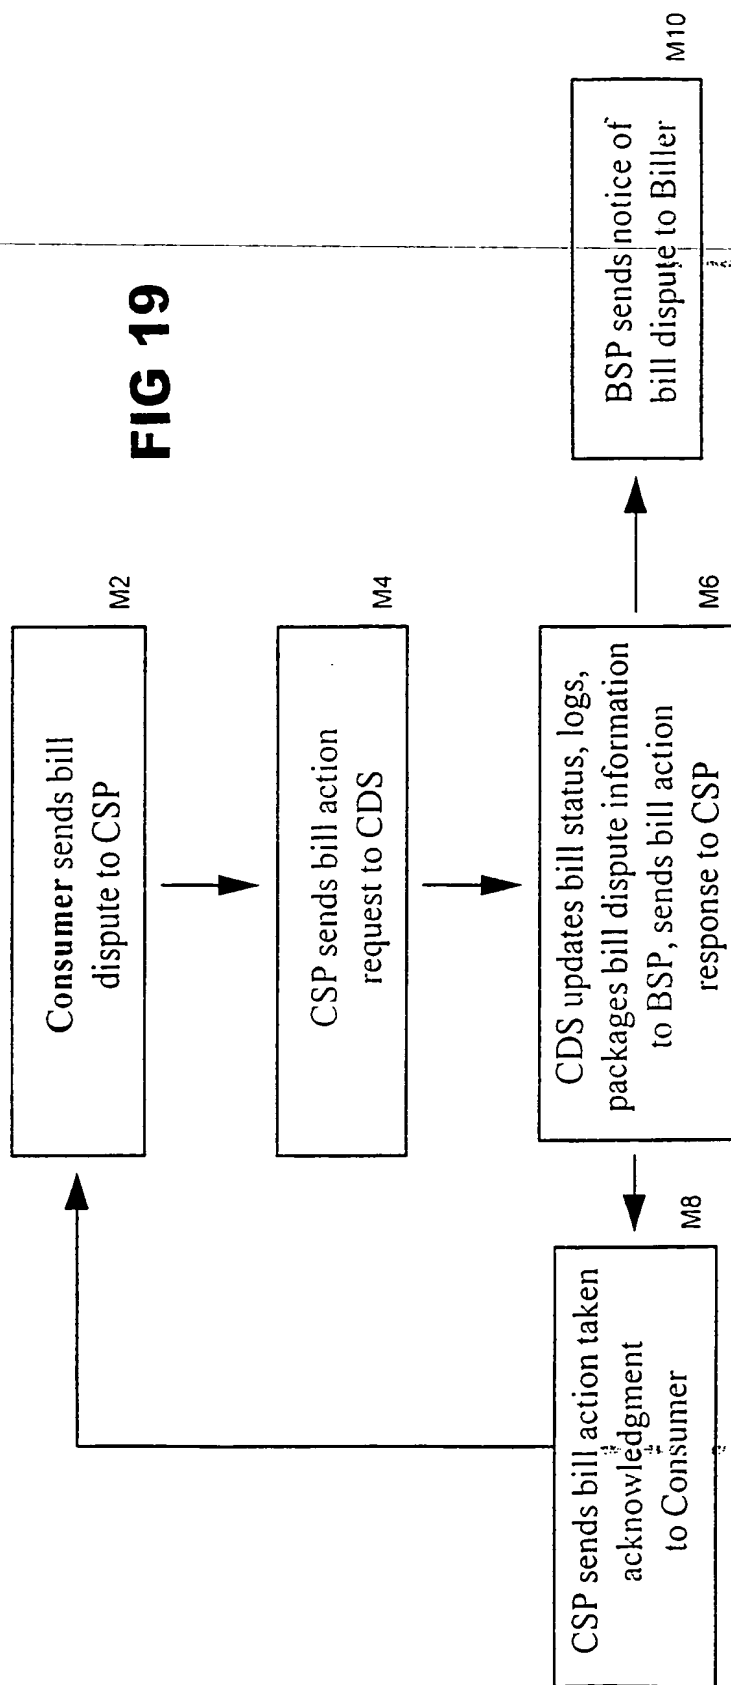 FIG 19
Consumer sends bill
dispute to CSP
M2
CSP sends bill action
request to CDS
M4
CDS updates bill status, logs,
packages bill dispute information
to BSP, sends bill action
response to CSP
M6
CSP sends bill action taken
acknowledgment
to Consumer
M8
BSP sends notice of
bill dispute to Biller
M10